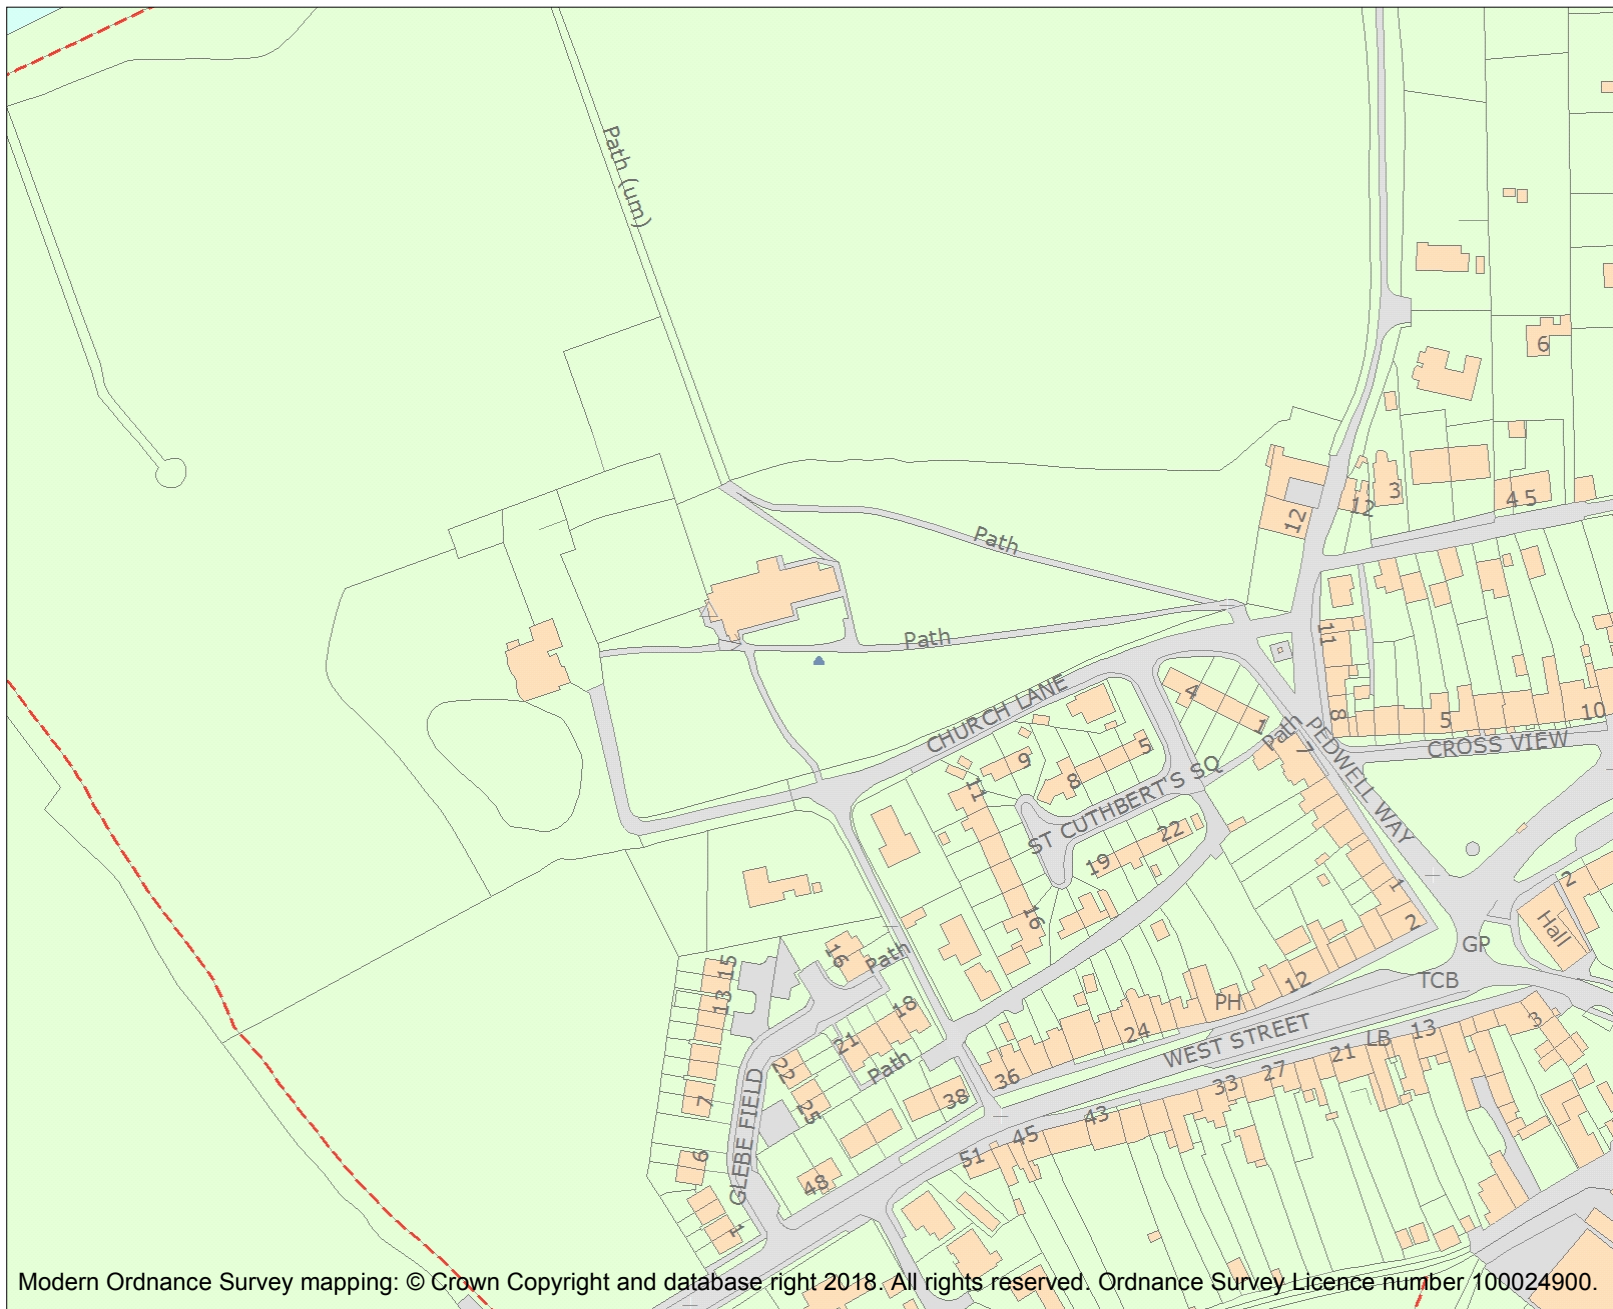 Path (um)
6
3
12
4 5
12
Path
Path
11
4
CHURCH LANE
1
Path
8
5
10
7
PEDWELL WAY
CROSS VIEW
5
9
8
11
ST CUTHBERT'S SQ
22
19
1
2
2
16
Hall
GP
15
16
Path
TCB
12
13
PH
18
24
WEST STREET
13
3
LB
21
21
Path
22
36
27
33
7
25
38
43
GLEBE FIELD
45
51
6
48
1
Modern Ordnance Survey mapping: © Crown Copyright and database right 2018. All rights reserved. Ordnance Survey Licence number 100024900.